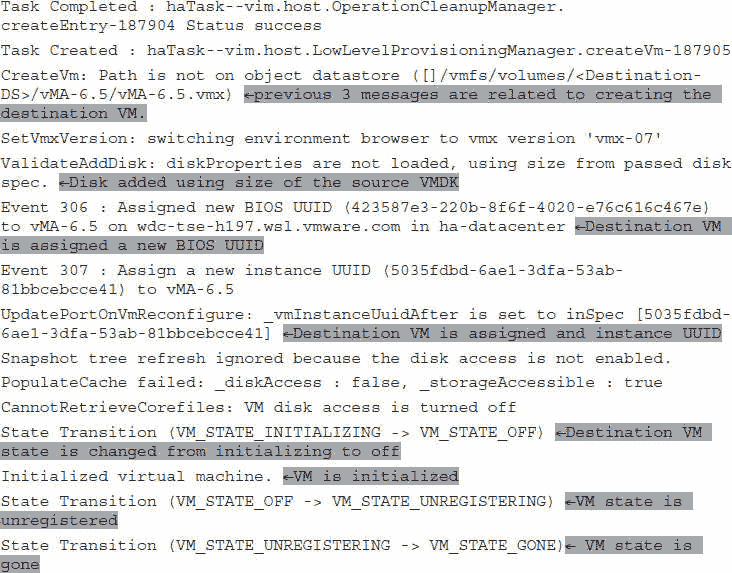 Task Completed : haTask--vim.host.OperationCleanupManager.
createEntry-187904 Status success
Task Created : haTask--vim.host.LowLevelProvisioningManager.createVm-187905
CreateVm: Path is not on object datastore ([]/vmfs/volumes/<Destination-
DS>/vMA-6.5/vMA-6.5.vmx) ←previous 3 messages are related to creating the
destination VM.
SetVmxVersion: switching environment browser to vmx version 'vmx-07'
ValidateAddDisk: diskProperties are not loaded, using size from passed disk
spec. ←Disk added using size of the source VMDK
Event 306 : Assigned new BIOS UUID (423587e3-220b-8f6f-4020-e76c616c467e)
to vMA-6.5 on wdc-tse-h197.wsl.vmware.com in ha-datacenter ←Destination VM
is assigned a new BIOS UUID
Event 307 : Assign a new instance UUID (5035fdbd-6ae1-3dfa-53ab-
81bbcebcce41) to vMA-6.5
UpdatePortOnVmReconfigure: _vmInstanceUuidAfter is set to inSpec [5035fdbd-
6ae1-3dfa-53ab-81bbcebcce41] ←Destination VM is assigned and instance UUID
Snapshot tree refresh ignored because the disk access is not enabled.
PopulateCache failed: _diskAccess : false, _storageAccessible : true
CannotRetrieveCorefiles: VM disk access is turned off
State Transition (VM_STATE_INITIALIZING -> VM_STATE_OFF) ←Destination VM
state is changed from initializing to off
Initialized virtual machine. ←VM is initialized
State Transition (VM_STATE_OFF -> VM_STATE_UNREGISTERING) ←VM state is
unregistered
State Transition (VM_STATE_UNREGISTERING -> VM_STATE_GONE)← VM state is
gone